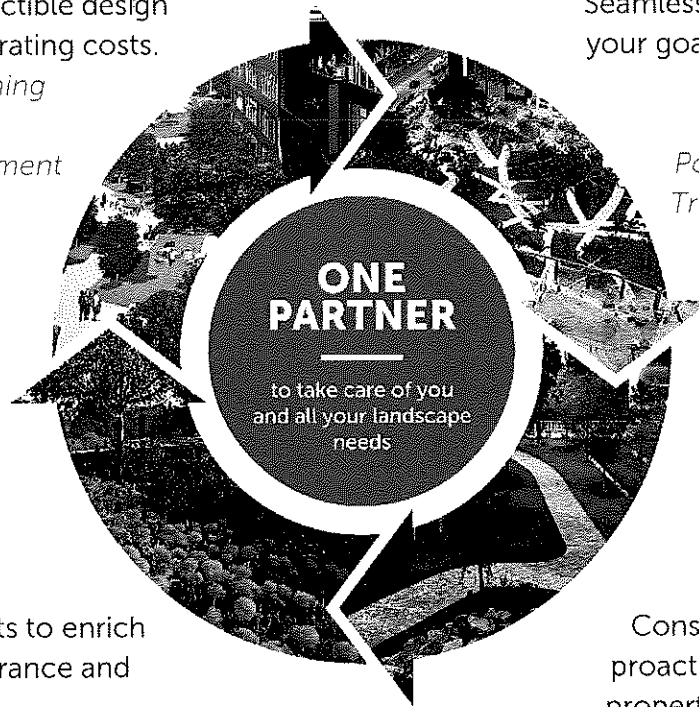 ctible design
rating costs.
ning
ment
Seamless
your goa
Po
Tr
ONE
PARTNER
to take care of you
and all your landscape
needs
ts to enrich
rance and
Cons
proact
propert